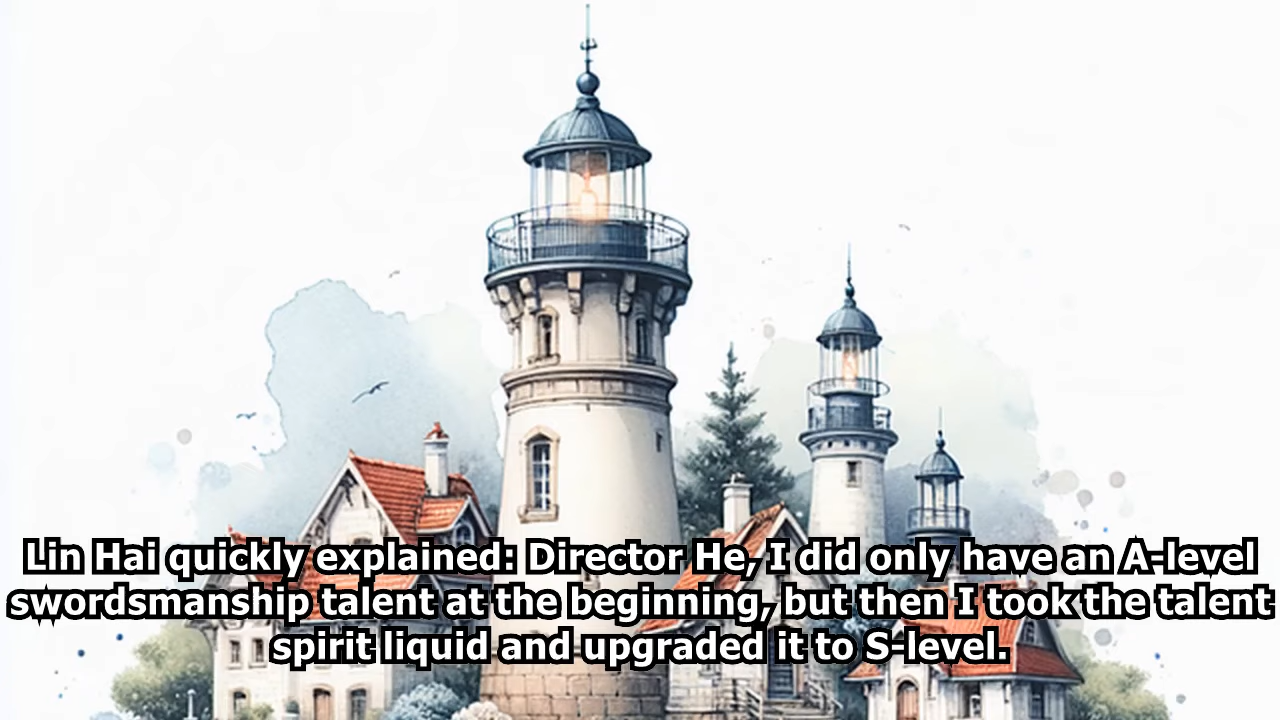 Lin Hai quickly explained: Director He, I did only have an A-level
swordsmanship talent at the beginning, but then I took the talent
spirit liquid and upgraded it to S-level.